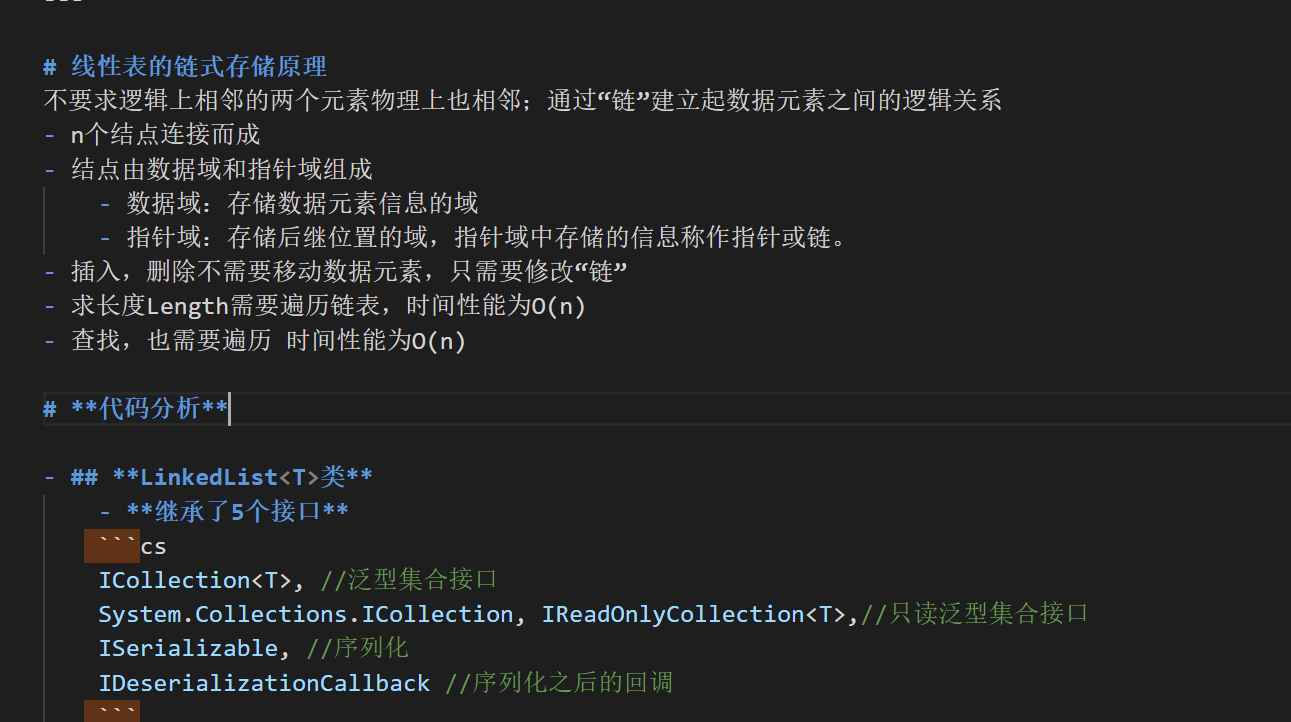 ```
# 线性表的链式存储原理
不要求逻辑上相邻的两个元素物理上也相邻；通过“链”建立起数据元素之间的逻辑关系
- n个结点连接而成
- 结点由数据域和指针域组成
- 数据域：存储数据元素信息的域
- 指针域：存储后继位置的域，指针域中存储的信息称作指针或链。
- 插入，删除不需要移动数据元素，只需要修改“链”
- 求长度Length需要遍历链表，时间性能为O(n)
- 查找，也需要遍历 时间性能为O(n)
# **代码分析**
- ## **LinkedList<T>类**
- **继承了5个接口**
```cs
ICollection<T>, //泛型集合接口
System.Collections.ICollection, IReadOnlyCollection<T>,//只读泛型集合接口
ISerializable, //序列化
IDeserializationCallback //序列化之后的回调
```